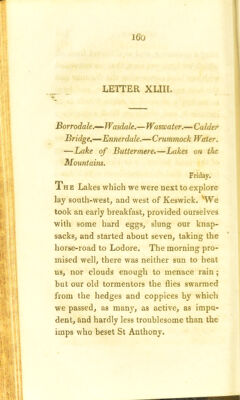 160
LETTER XLIII.
Borrodale.—Wasdale.—Waswater.—Calder
Bridge.—Ennerdale.—Crummock Water.
—Lake of Buttermere.—Lakes on the
Mountains.
Friday.
THE Lakes which we were next to explore
lay south-west, and west of Keswick. We
took an early breakfast, provided ourselves
with some hard eggs, slung our knap-
sacks, and started about seven, taking the
horse-road to Lodore. The morning pro-
mised well, there was neither sun to heat
us, nor clouds enough to menace rain;
but our old tormentors the flies swarmed
from the hedges and coppices by which
we passed, as many, as active, as impu-
dent, and hardly less troublesome than the
imps who beset St Anthony.